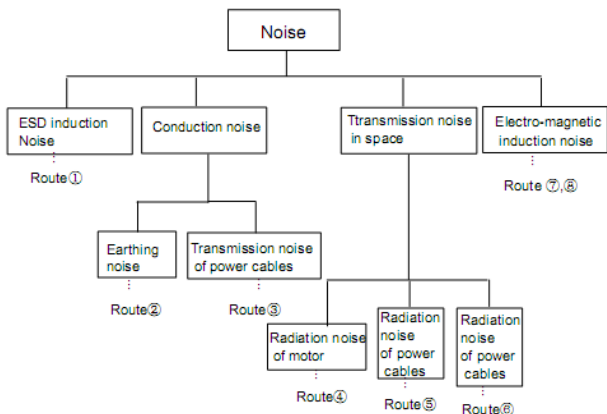 Noise
ESD induction
Noise
Conduction noise
Ttransmission noise
in space
Electro-magnetic
induction noise
Route①
Route ⑦,⑧
Earthing
noise
Transmission noise
of power cables
Route②
Route③
Radiation noise
of motor
Radiation
noise
of power
cables
Radiation
noise
of power
cables
Route④
Route⑤
Route⑥